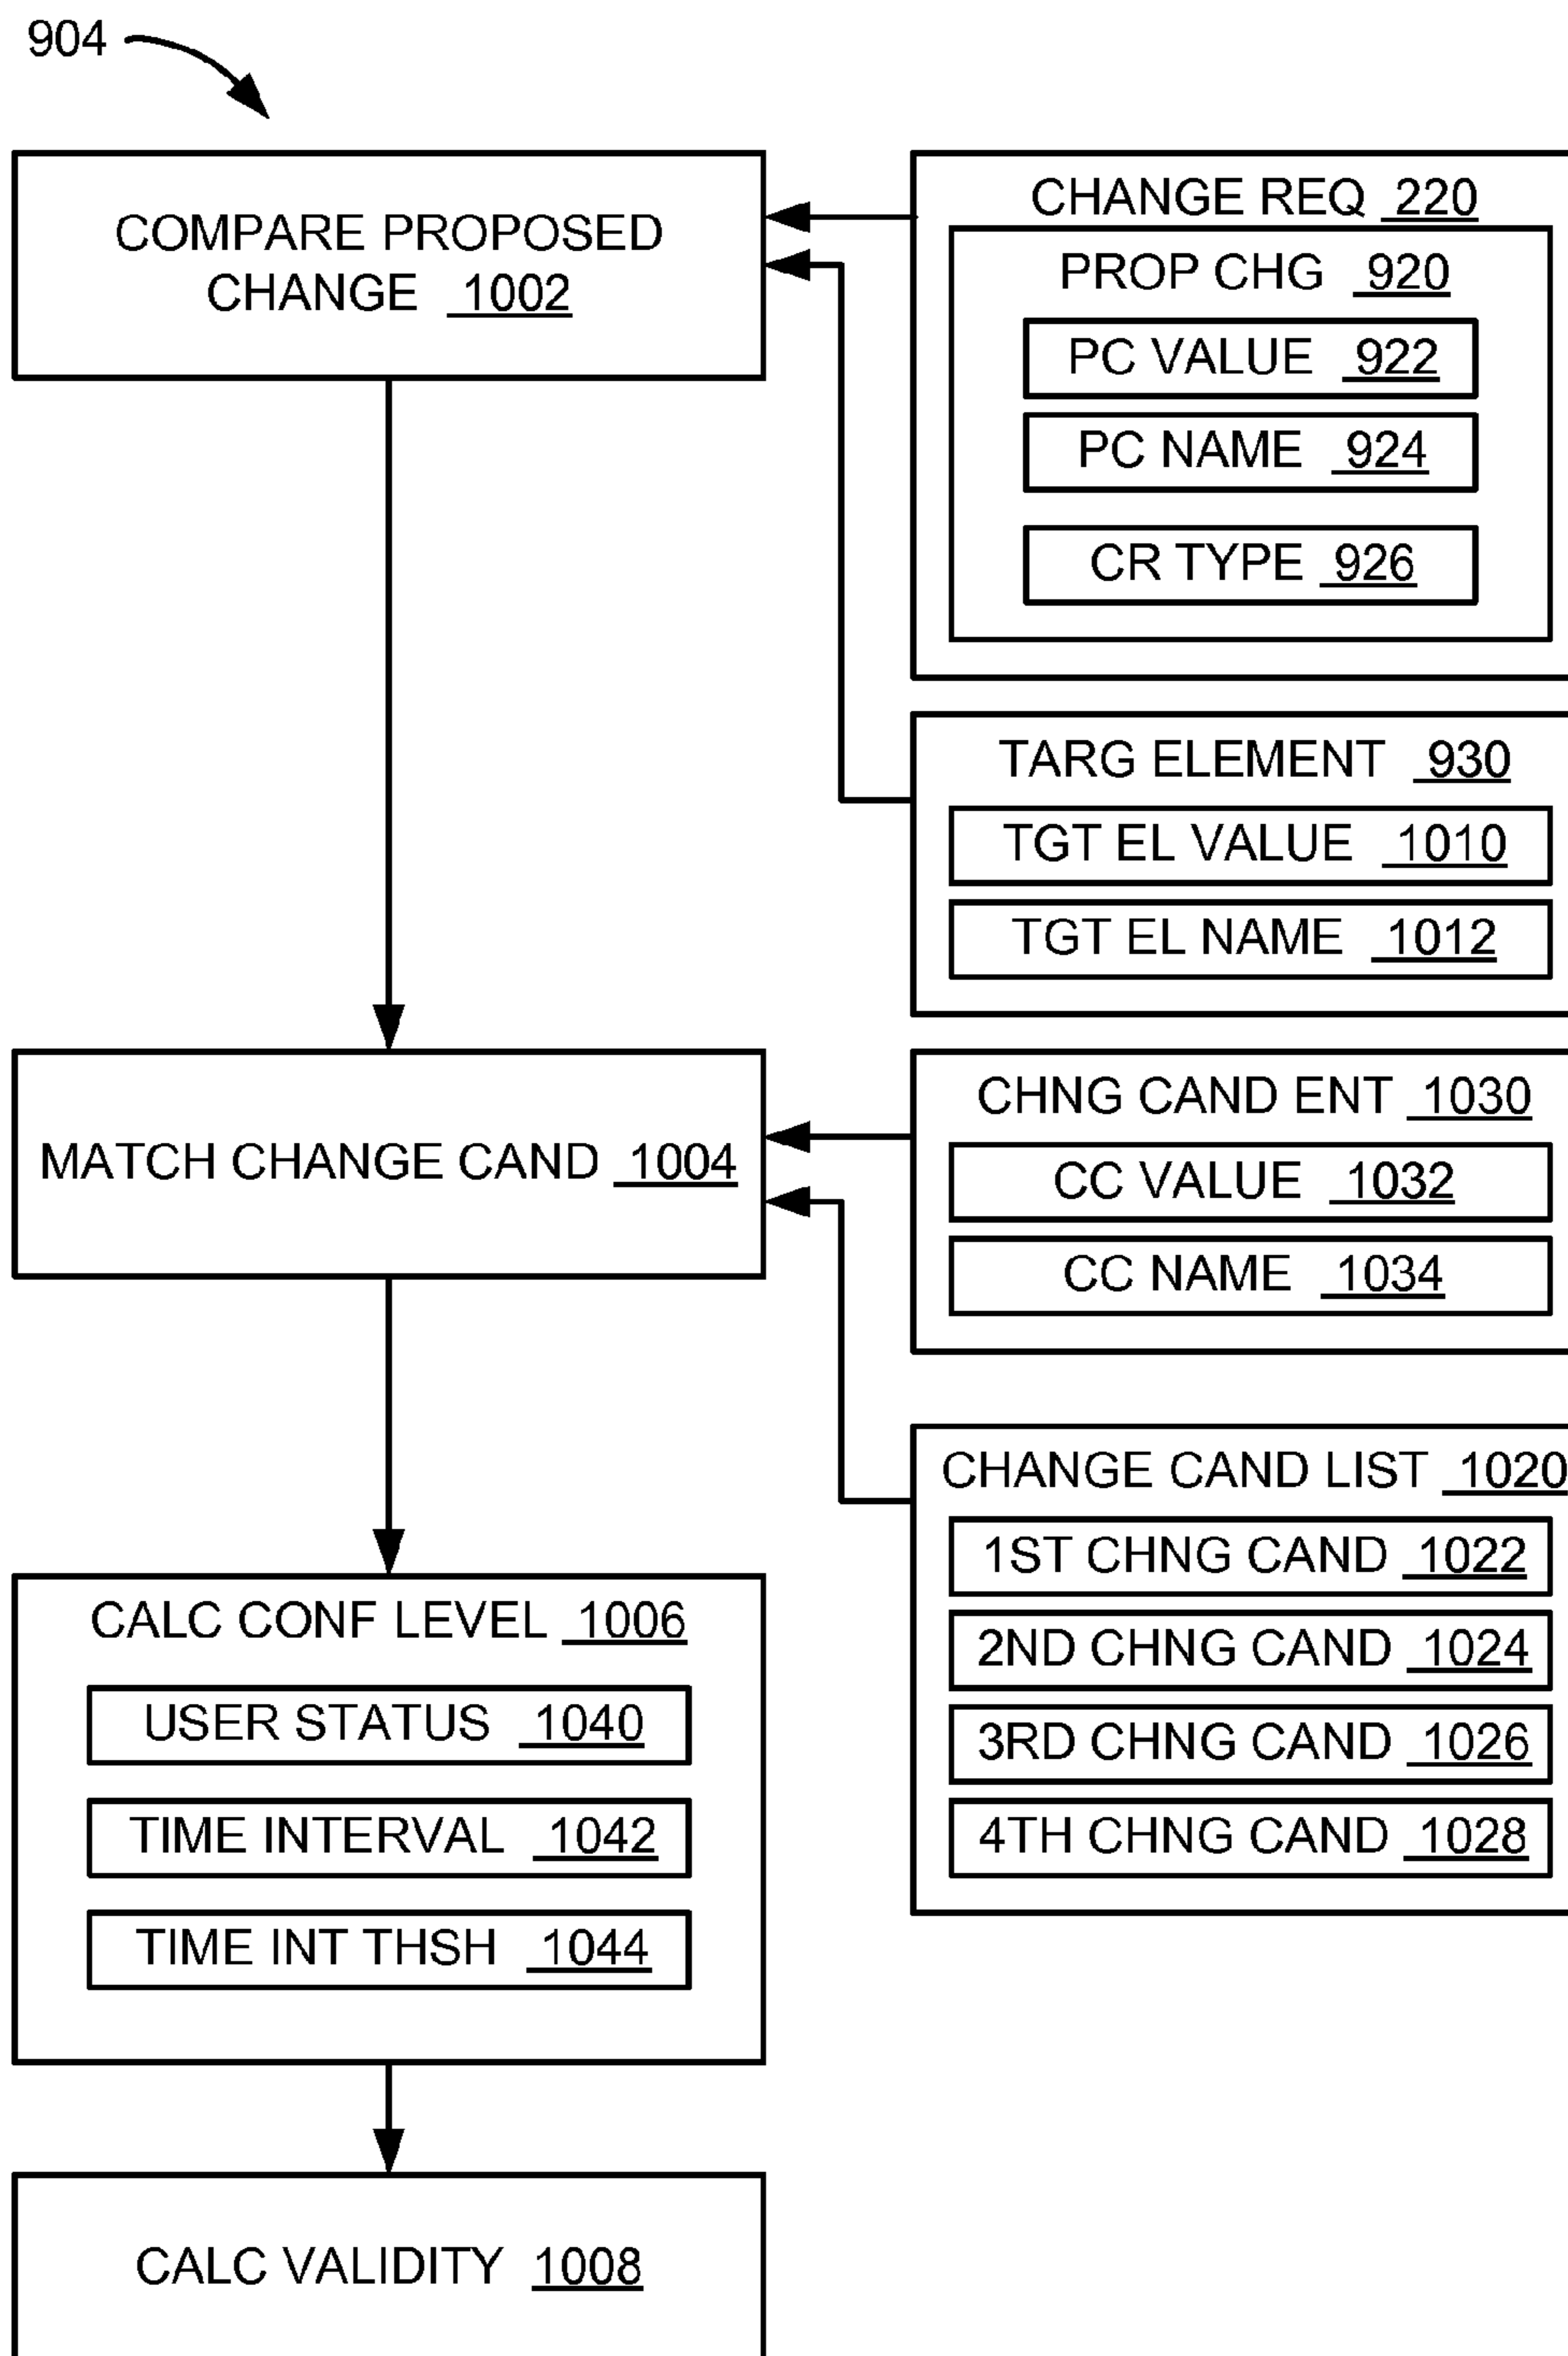 904
COMPARE PROPOSED
CHANGE 1002
CHANGE REQ 220
PROP CHG 920
PC VALUE 922
PC NAME 924
CR TYPE 926
TARG ELEMENT 930
TGT EL VALUE 1010
TGT EL NAME 1012
MATCH CHANGE CAND 1004
CHNG CAND ENT 1030
CC VALUE 1032
CC NAME 1034
CHANGE CAND LIST 1020
1ST CHNG CAND 1022
2ND CHNG CAND 1024
3RD CHNG CAND 1026
4TH CHNG CAND 1028
CALC CONF LEVEL 1006
USER STATUS 1040
TIME INTERVAL 1042
TIME INT THSH 1044
CALC VALIDITY 1008